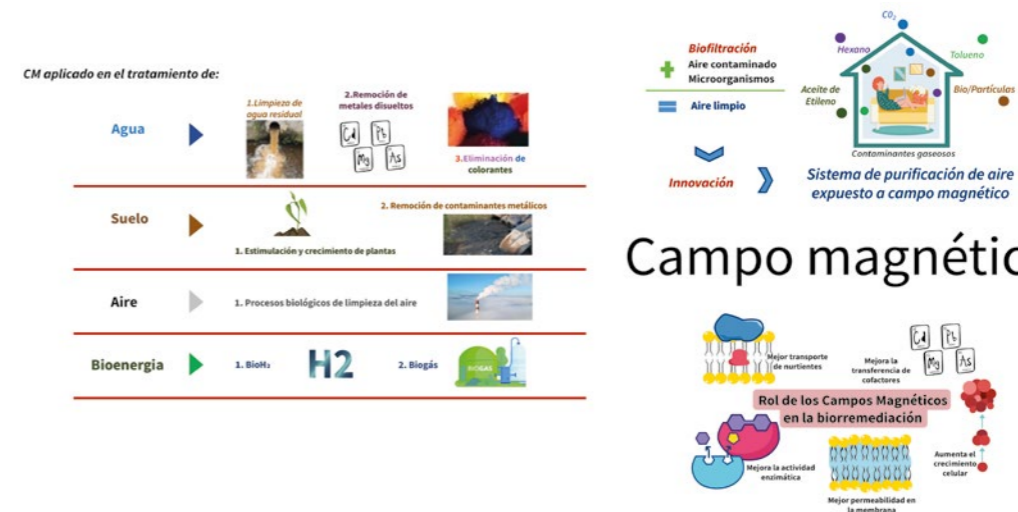 CM aplicado en el tratamiento de:
Agua
1.Limpieza de
agua residual
2.Remoción de
metales disueltos
Cd Pb
Mg As
3.Eliminación de
colorantes
Suelo
1. Estimulación y crecimiento de plantas
2. Remoción de contaminantes metálicos
Aire
1. Procesos biológicos de limpieza del aire
Bioenergia
1. BioH₂
H2
2. Biogás
BIOGAS
Biofiltración
Aire contaminado
Microorganismos
Aire limpio
Innovación
CO₂
Hexano
Tolueno
Aceite de
Etileno
Bio/Partículas
Contaminantes gaseosos
Sistema de purificación de aire
expuesto a campo magnético
Campo magnétic
Mejor transporte
de nurtientes
Mejora la
transferencia de
cofactores
Cd Pb
Mg As
Rol de los Campos Magnéticos
en la biorremediación
Mejora la actividad
enzimática
Mejor permeabilidad en
la membrana
Aumenta el
crecimiento
celular